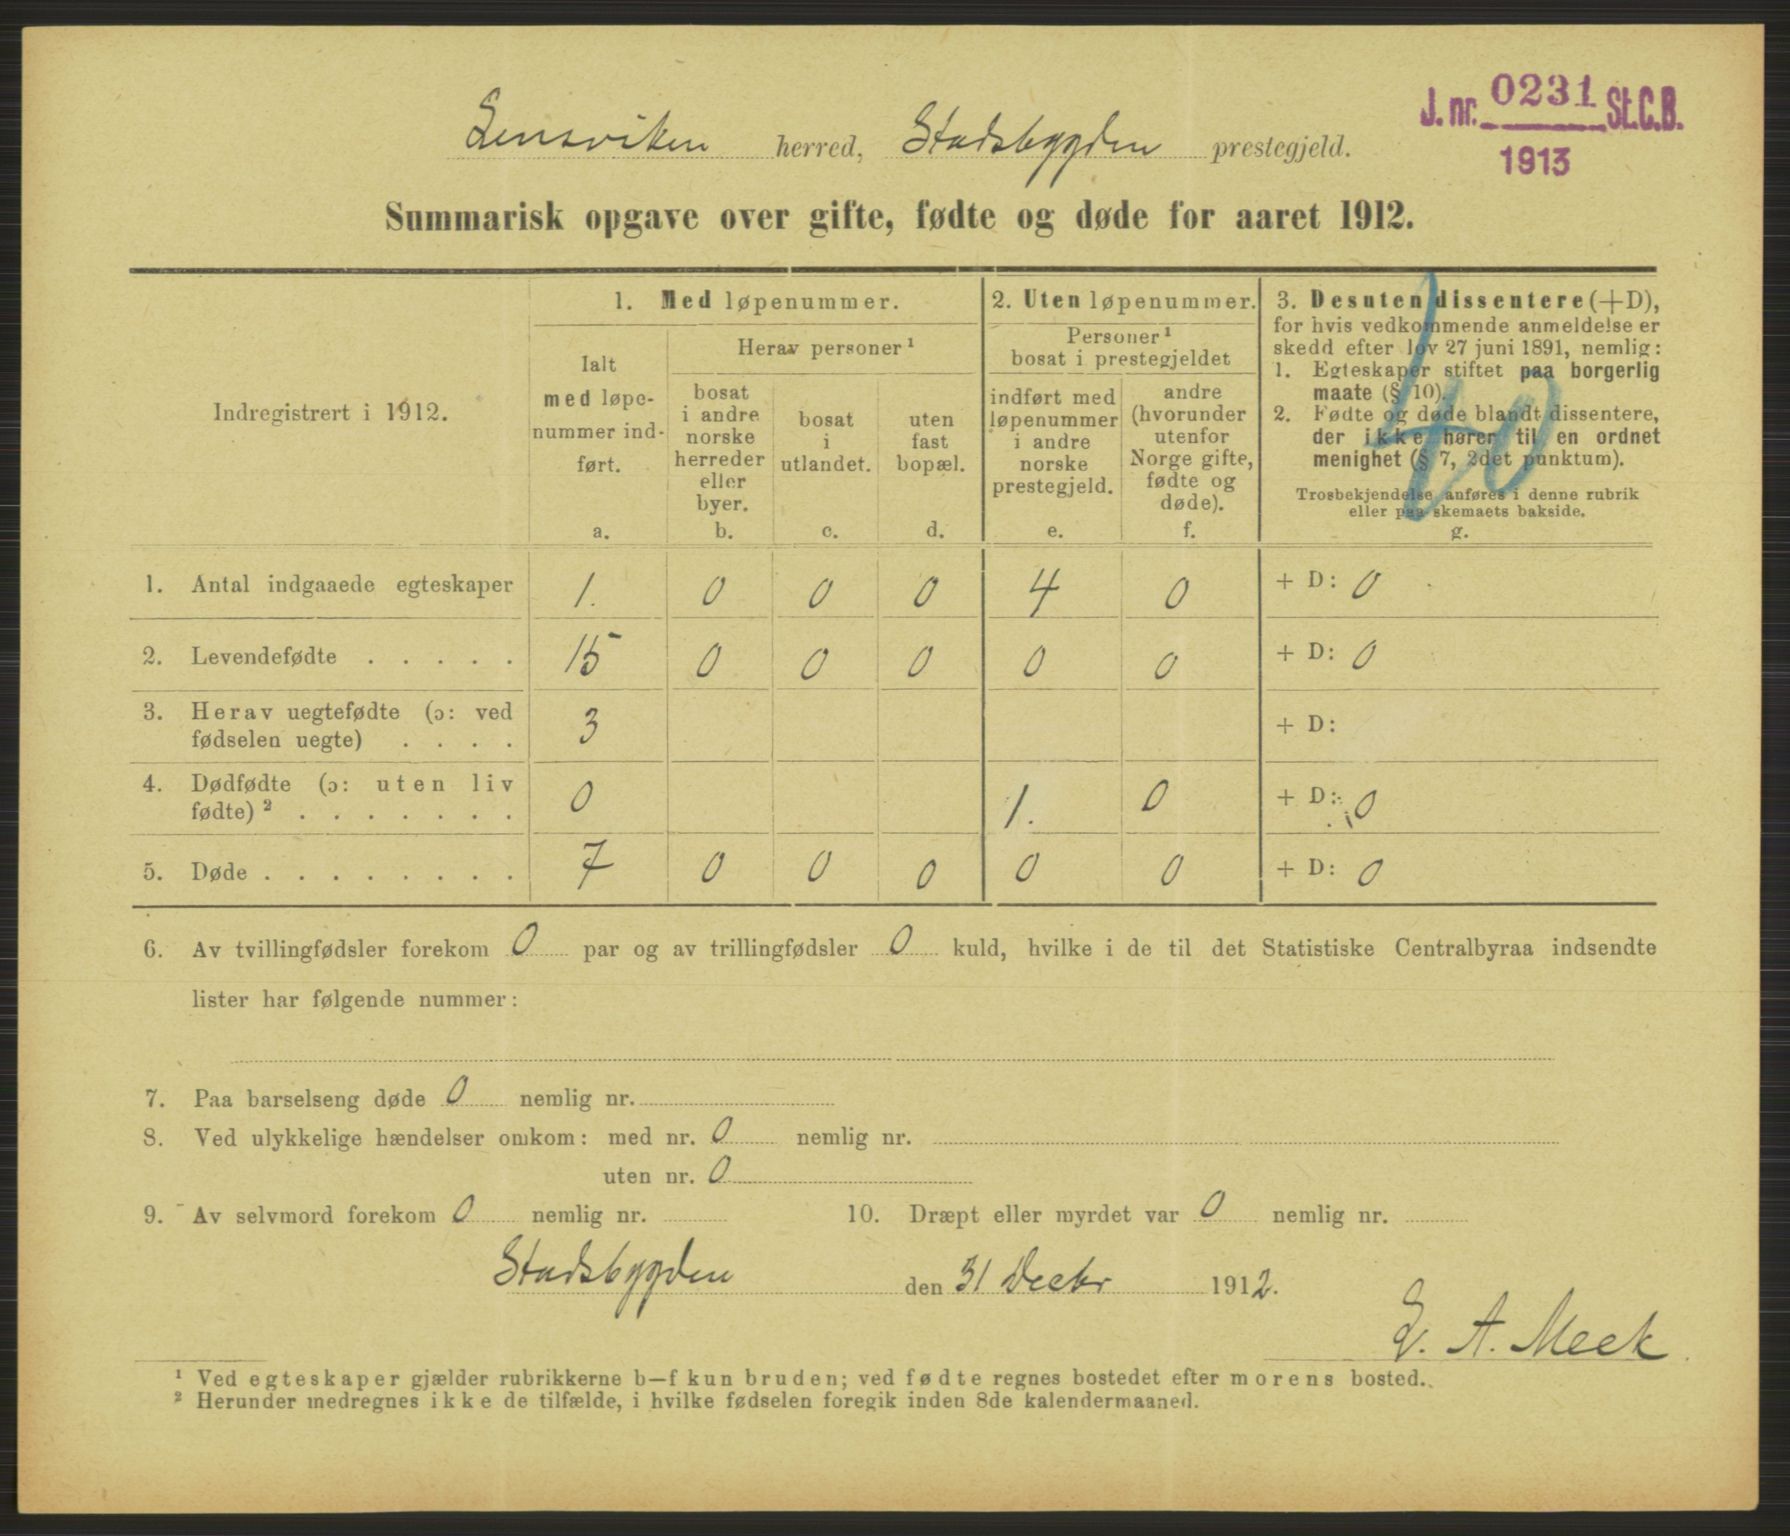 J. nr. 0231 St.C.B.
1913
Lensviken herred, Stadsbygden prestegjeld.
Summarisk opgave over gifte, fødte og døde for aaret 1912.
Indregistrert i 1912.
1. Med løpenummer.
Ialt
med løpe-
nummer ind-
ført.
a.
Herav personer¹
bosat
i andre
norske
herreder
eller
byer.
b.
bosat
i
utlandet.
c.
uten
fast
bopæl.
d.
2. Uten løpenummer.
Personer¹
bosat i prestegjeldet
indført med
løpenummer
i andre
norske
prestegjeld.
e.
andre
(hvorunder
utenfor
Norge gifte,
fødte og
døde).
f.
3. Desuten dissentere (+D),
for hvis vedkommende anmeldelse er
skedd efter lov 27 juni 1891, nemlig:
1. Egteskaper stiftet paa borgerlig
maate (§ 10).
2. Fødte og døde blandt dissentere,
der ikke hører til en ordnet
menighet (§ 7, 2det punktum).
Trosbekjendelse anføres i denne rubrik
eller paa skemaets bakside.
g.
1. Antal indgaaede egteskaper 1. 0 0 0 4 0 + D: 0
2. Levendefødte . . . . . 15 0 0 0 0 0 + D: 0
3. Herav uegtefødte (ɔ: ved
fødselen uegte) . . . . 3 + D:
4. Dødfødte (ɔ: uten liv
fødte)² . . . . . . . 0 1. 0 + D: 0
5. Døde . . . . . . . . 7 0 0 0 0 0 + D: 0
6. Av tvillingfødsler forekom 0 par og av trillingfødsler 0 kuld, hvilke i de til det Statistiske Centralbyraa indsendte
lister har følgende nummer:
7. Paa barselseng døde 0 nemlig nr.
8. Ved ulykkelige hændelser omkom: med nr. 0 nemlig nr.
uten nr. 0
9. Av selvmord forekom 0 nemlig nr. 10. Dræpt eller myrdet var 0 nemlig nr.
Stadsbygden den 31 Decbr 1912.
E. A. Meek
¹ Ved egteskaper gjælder rubrikkerne b—f kun bruden; ved fødte regnes bostedet efter morens bosted.
² Herunder medregnes ikke de tilfælde, i hvilke fødselen foregik inden 8de kalendermaaned.